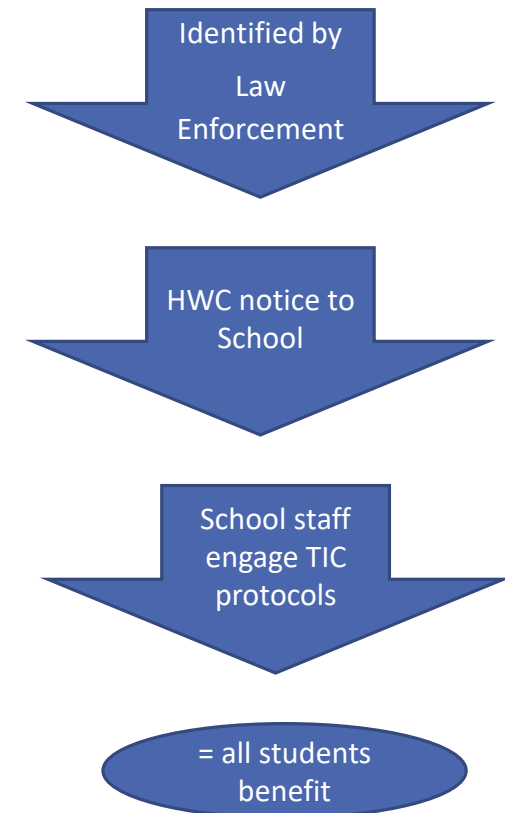 Identified by
Law
Enforcement
HWC notice to
School
School staff
engage TIC
protocols
= all students
benefit